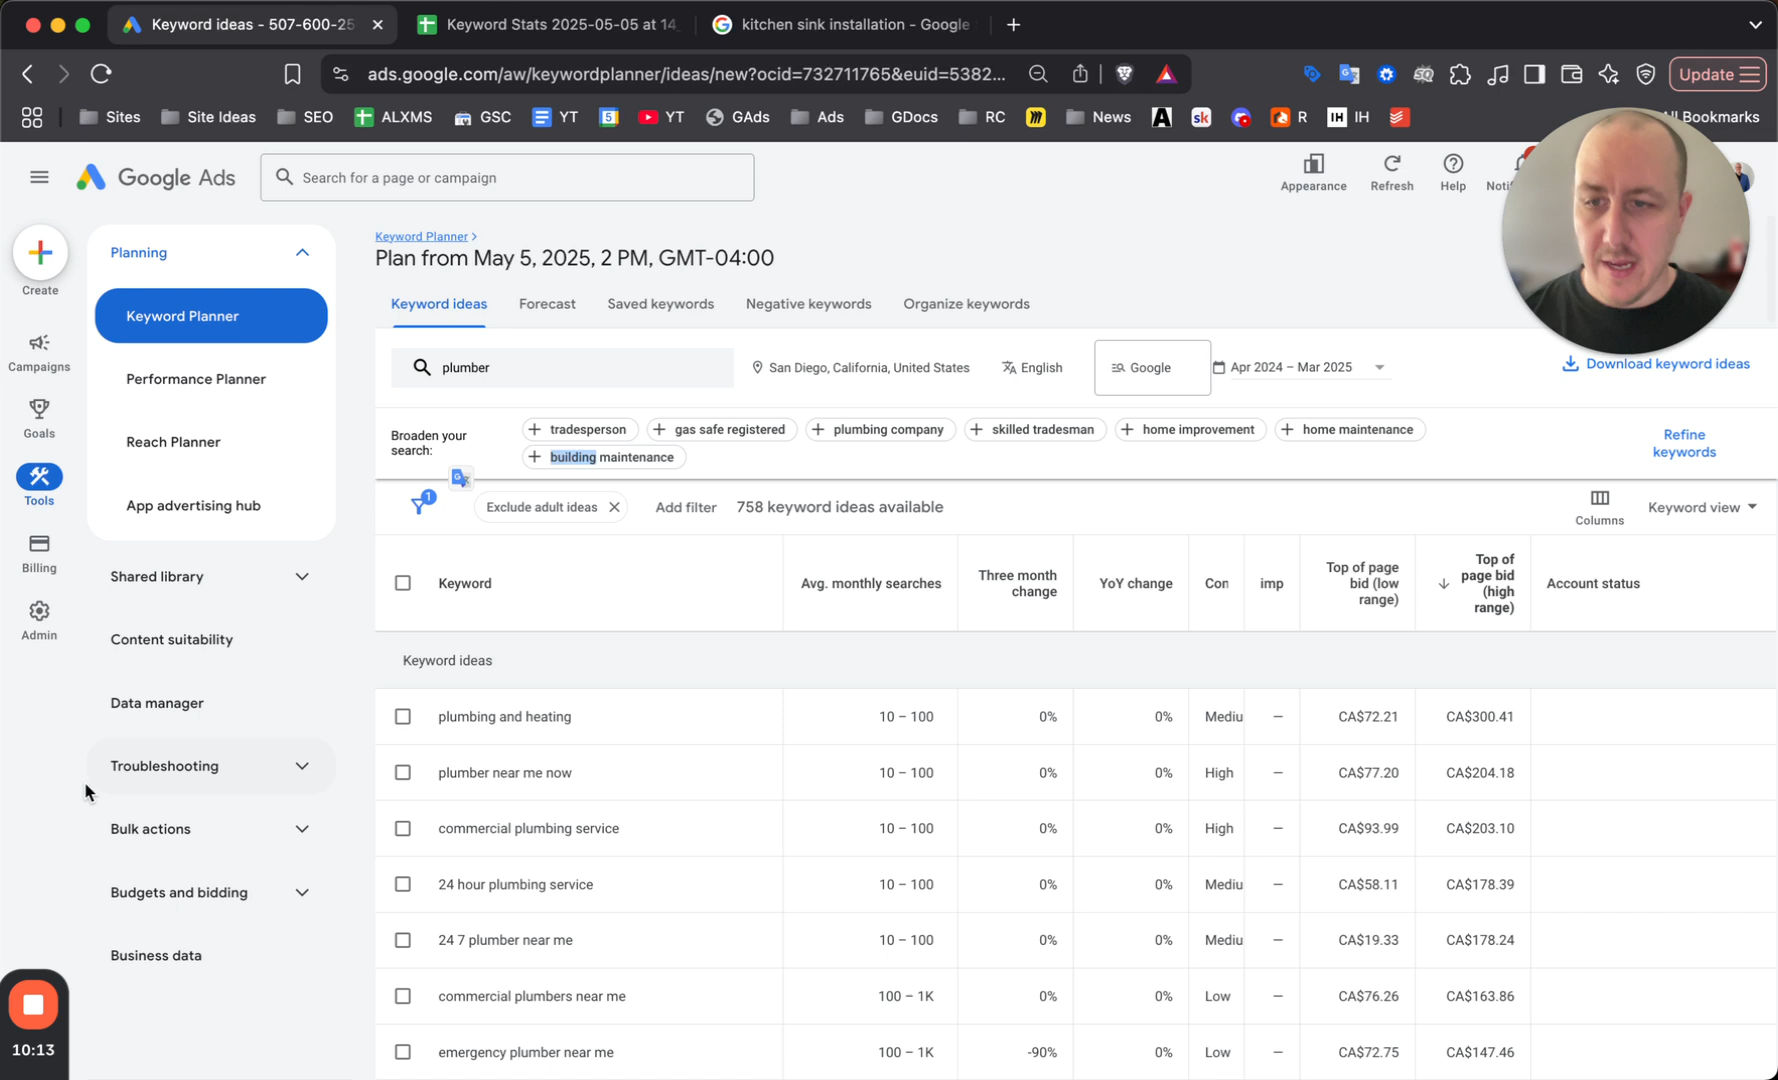 Keyword ideas - 507-600-25
Keyword Stats 2025-05-05 at 14
kitchen sink installation - Google
ads.google.com/aw/keywordplanner/ideas/new?ocid=732711765&euid=5382...
Update
Sites
Site Ideas
SEO
ALXMS
GSC
YT
5
YT
GAds
Ads
GDocs
RC
News
A
sk
R
IH
IH
ll Bookmarks
Google Ads
Search for a page or campaign
Appearance
Refresh
Help
Noti
Create
Campaigns
Goals
Tools
Billing
Admin
Planning
Keyword Planner
Performance Planner
Reach Planner
App advertising hub
Shared library
Content suitability
Data manager
Troubleshooting
Bulk actions
Budgets and bidding
Business data
10:13
Keyword Planner
Plan from May 5, 2025, 2 PM, GMT-04:00
Keyword ideas
Forecast
Saved keywords
Negative keywords
Organize keywords
plumber
San Diego, California, United States
English
Google
Apr 2024 – Mar 2025
Download keyword ideas
Broaden your
search:
tradesperson
gas safe registered
plumbing company
skilled tradesman
home improvement
home maintenance
building maintenance
Refine
keywords
1
Exclude adult ideas
Add filter
758 keyword ideas available
Columns
Keyword view
Keyword
Avg. monthly searches
Three month
change
YoY change
Con
imp
Top of page
bid (low
range)
Top of
page bid
(high
range)
Account status
Keyword ideas
plumbing and heating 10 – 100 0% 0% Mediu — CA$72.21 CA$300.41
plumber near me now 10 – 100 0% 0% High — CA$77.20 CA$204.18
commercial plumbing service 10 – 100 0% 0% High — CA$93.99 CA$203.10
24 hour plumbing service 10 – 100 0% 0% Mediu — CA$58.11 CA$178.39
24 7 plumber near me 10 – 100 0% 0% Mediu — CA$19.33 CA$178.24
commercial plumbers near me 100 – 1K 0% 0% Low — CA$76.26 CA$163.86
emergency plumber near me 100 – 1K -90% 0% Low — CA$72.75 CA$147.46